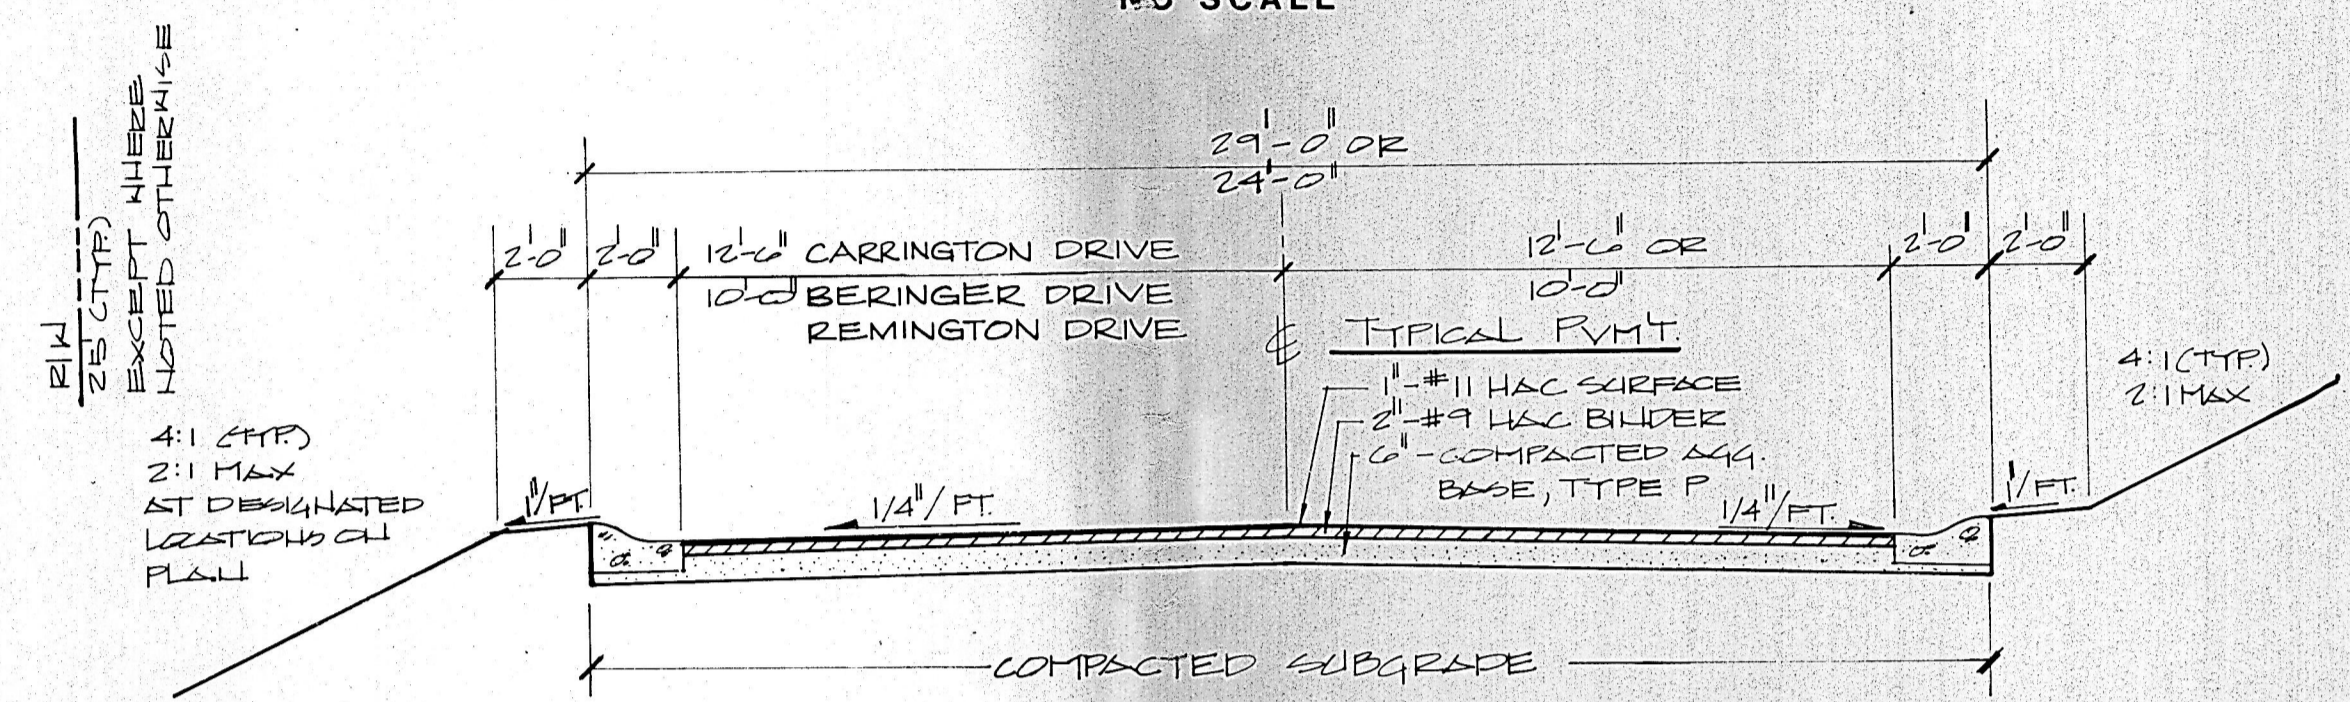 NO SCALE
R/W
25' (TYP.)
EXCEPT WHERE
NOTED OTHERWISE
29'-0" OR
24'-0"
2'-0"
2'-0"
12'-6" CARRINGTON DRIVE
10'-0" BERINGER DRIVE
REMINGTON DRIVE
12'-6" OR
10'-0"
2'-0"
2'-0"
℄
TYPICAL PVM'T.
1"-#11 HAC SURFACE
2"-#9 HAC BINDER
6"-COMPACTED AGG.
BASE, TYPE P
4:1 (TYP.)
2:1 MAX
4:1 (TYP.)
2:1 MAX
AT DESIGNATED
LOCATIONS ON
PLAN
1"/FT.
1/4"/FT.
1/4"/FT.
1"/FT.
COMPACTED SUBGRADE